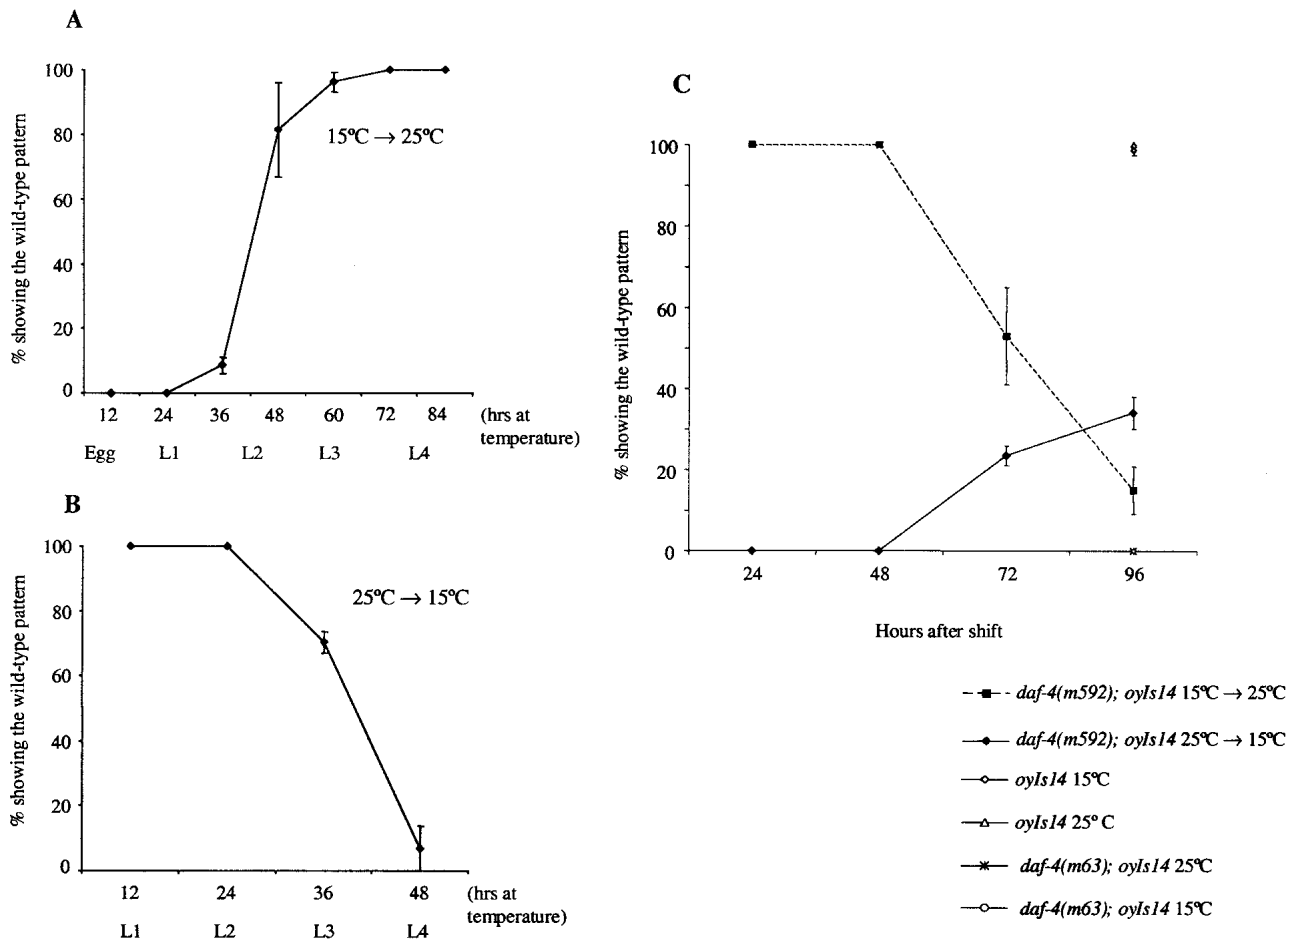 A
% showing the wild-type pattern
100
80
60
40
20
0
15ºC → 25ºC
12 24 36 48 60 72 84 (hrs at
temperature)
Egg L1 L2 L3 L4
B
% showing the wild-type pattern
100
80
60
40
20
0
25ºC → 15ºC
12 24 36 48 (hrs at
temperature)
L1 L2 L3 L4
C
% showing the wild-type pattern
100
80
60
40
20
0
24 48 72 96
Hours after shift
daf-4(m592); oyIs14 15ºC → 25ºC
daf-4(m592); oyIs14 25ºC → 15ºC
oyIs14 15ºC
oyIs14 25º C
daf-4(m63); oyIs14 25ºC
daf-4(m63); oyIs14 15ºC